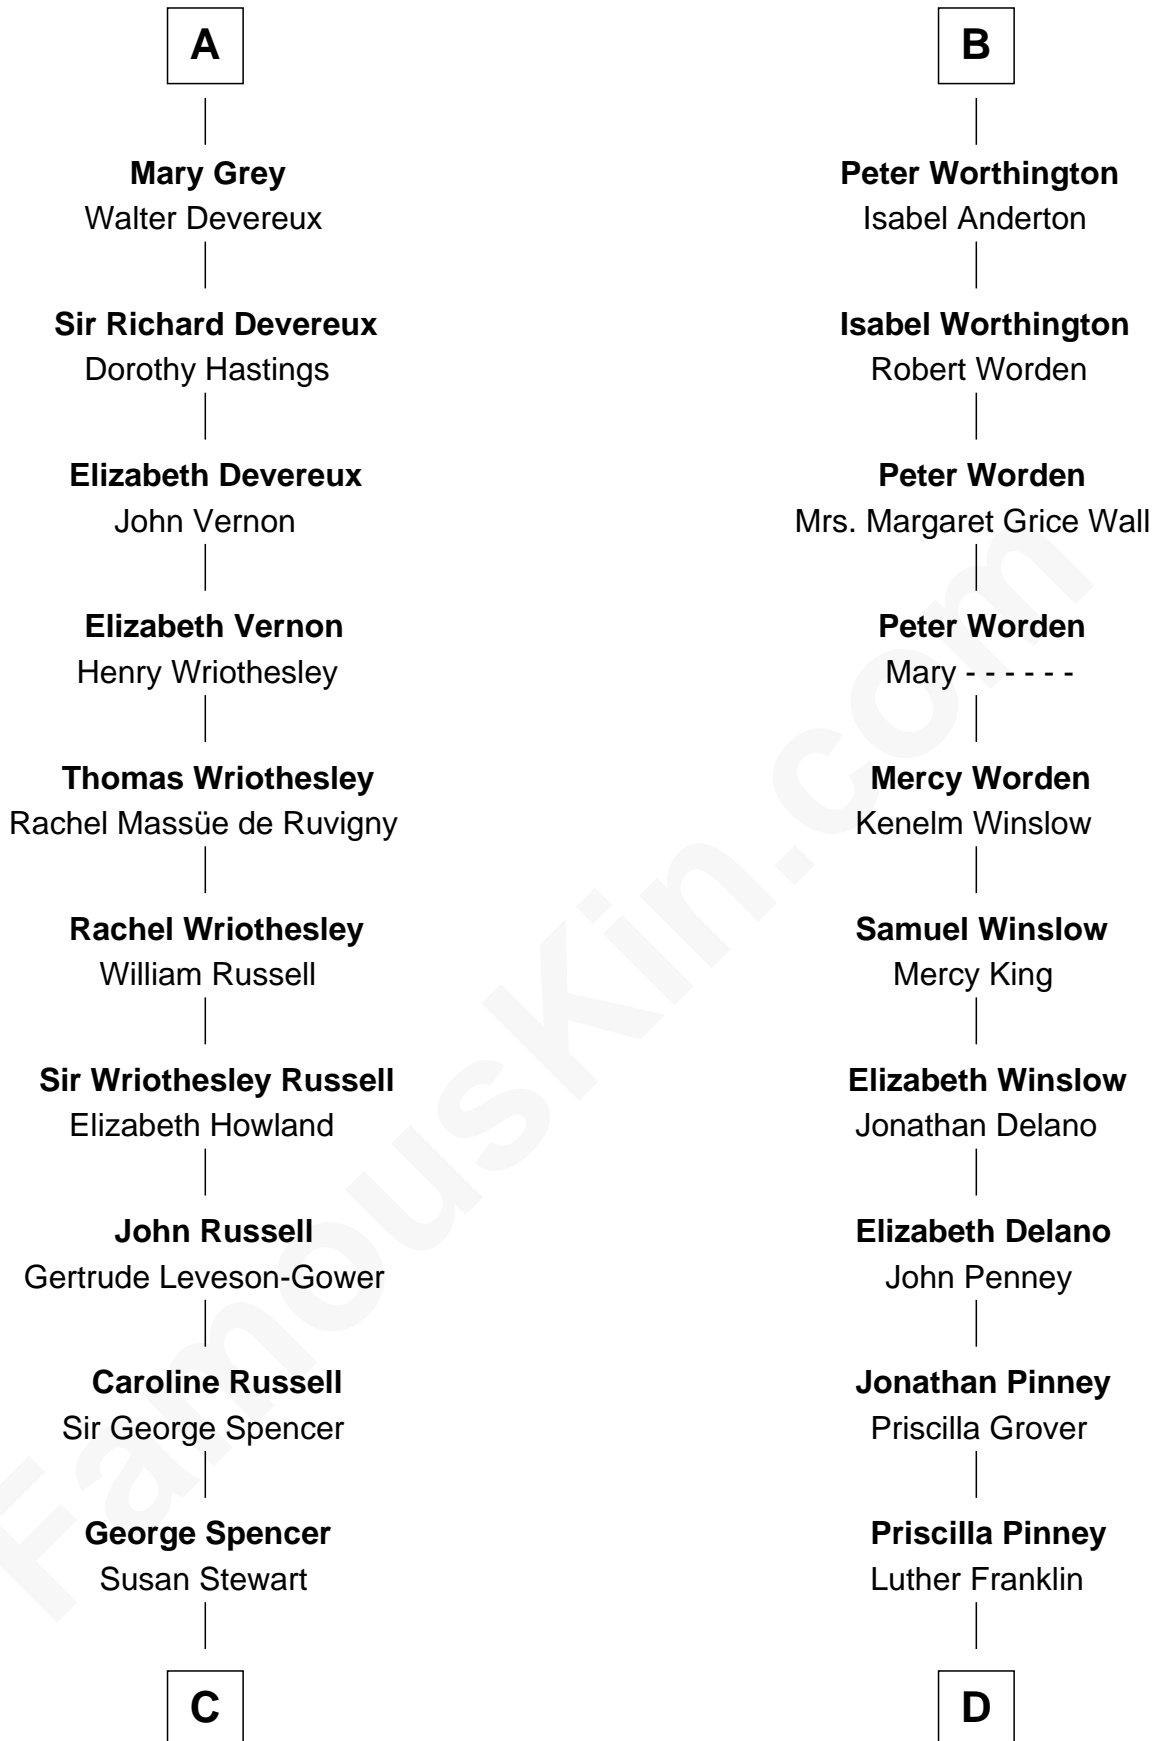 A
Mary Grey
Walter Devereux
Sir Richard Devereux
Dorothy Hastings
Elizabeth Devereux
John Vernon
Elizabeth Vernon
Henry Wriothesley
Thomas Wriothesley
Rachel Massüe de Ruvigny
Rachel Wriothesley
William Russell
Sir Wriothesley Russell
Elizabeth Howland
John Russell
Gertrude Leveson-Gower
Caroline Russell
Sir George Spencer
George Spencer
Susan Stewart
C
B
Peter Worthington
Isabel Anderton
Isabel Worthington
Robert Worden
Peter Worden
Mrs. Margaret Grice Wall
Peter Worden
Mary - - - - - -
Mercy Worden
Kenelm Winslow
Samuel Winslow
Mercy King
Elizabeth Winslow
Jonathan Delano
Elizabeth Delano
John Penney
Jonathan Pinney
Priscilla Grover
Priscilla Pinney
Luther Franklin
D
FamousKin.com